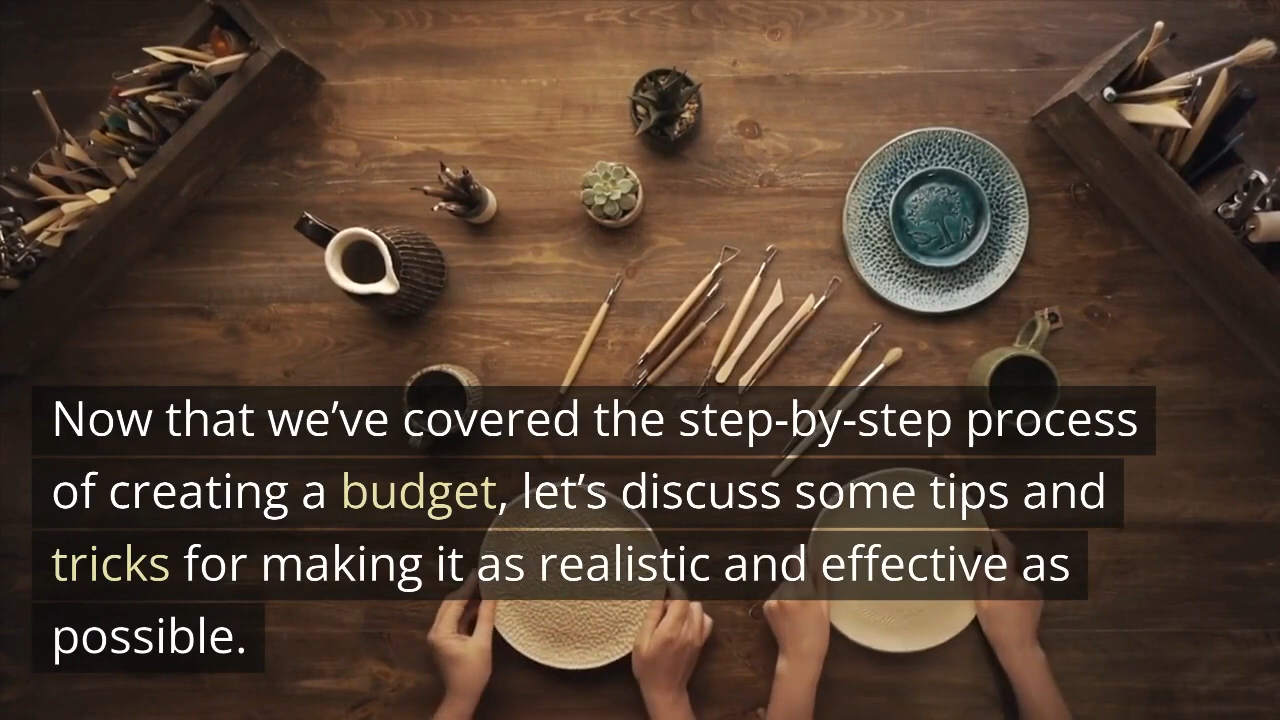 Now that we’ve covered the step-by-step process
of creating a budget, let’s discuss some tips and
tricks for making it as realistic and effective as
possible.